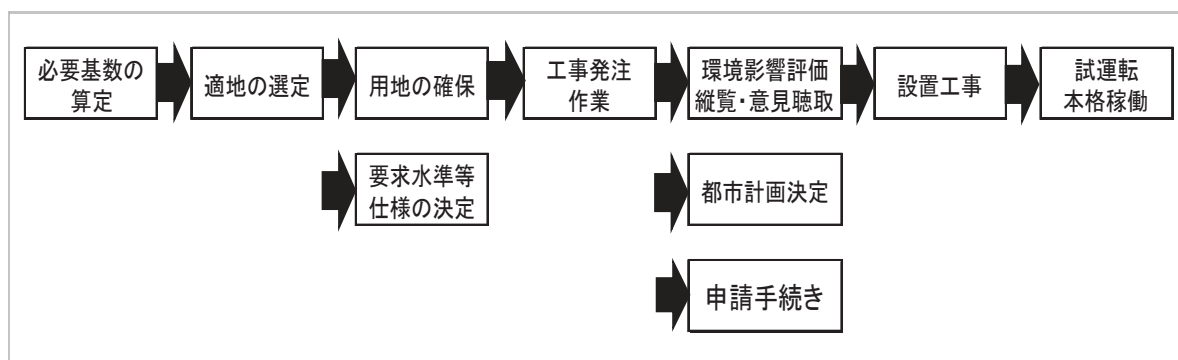 必要基数の
算定
適地の選定
用地の確保
工事発注
作業
環境影響評価
縦覧・意見聴取
設置工事
試運転
本格稼働
要求水準等
仕様の決定
都市計画決定
申請手続き